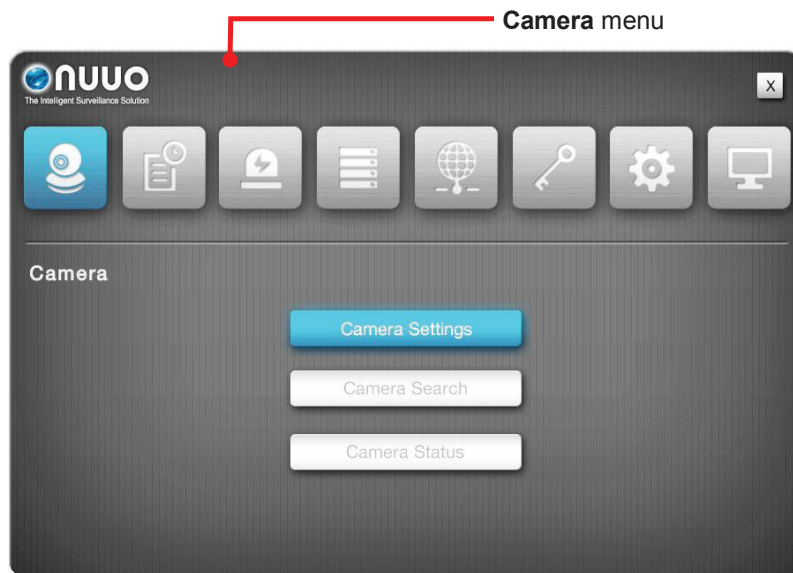 Camera menu
NUUO
The Intelligent Surveillance Solution
X
Camera
Camera Settings
Camera Search
Camera Status